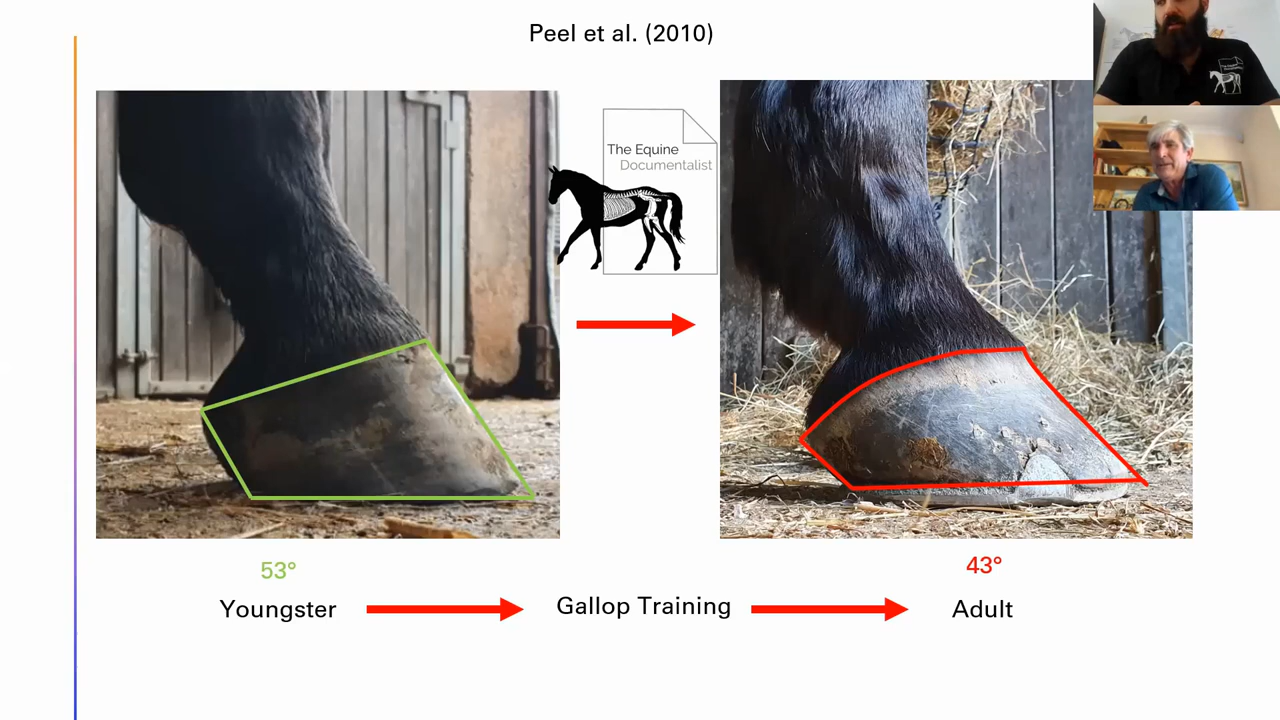 Peel et al. (2010)
The Equine
Documentalist
53°
43°
Youngster
Gallop Training
Adult